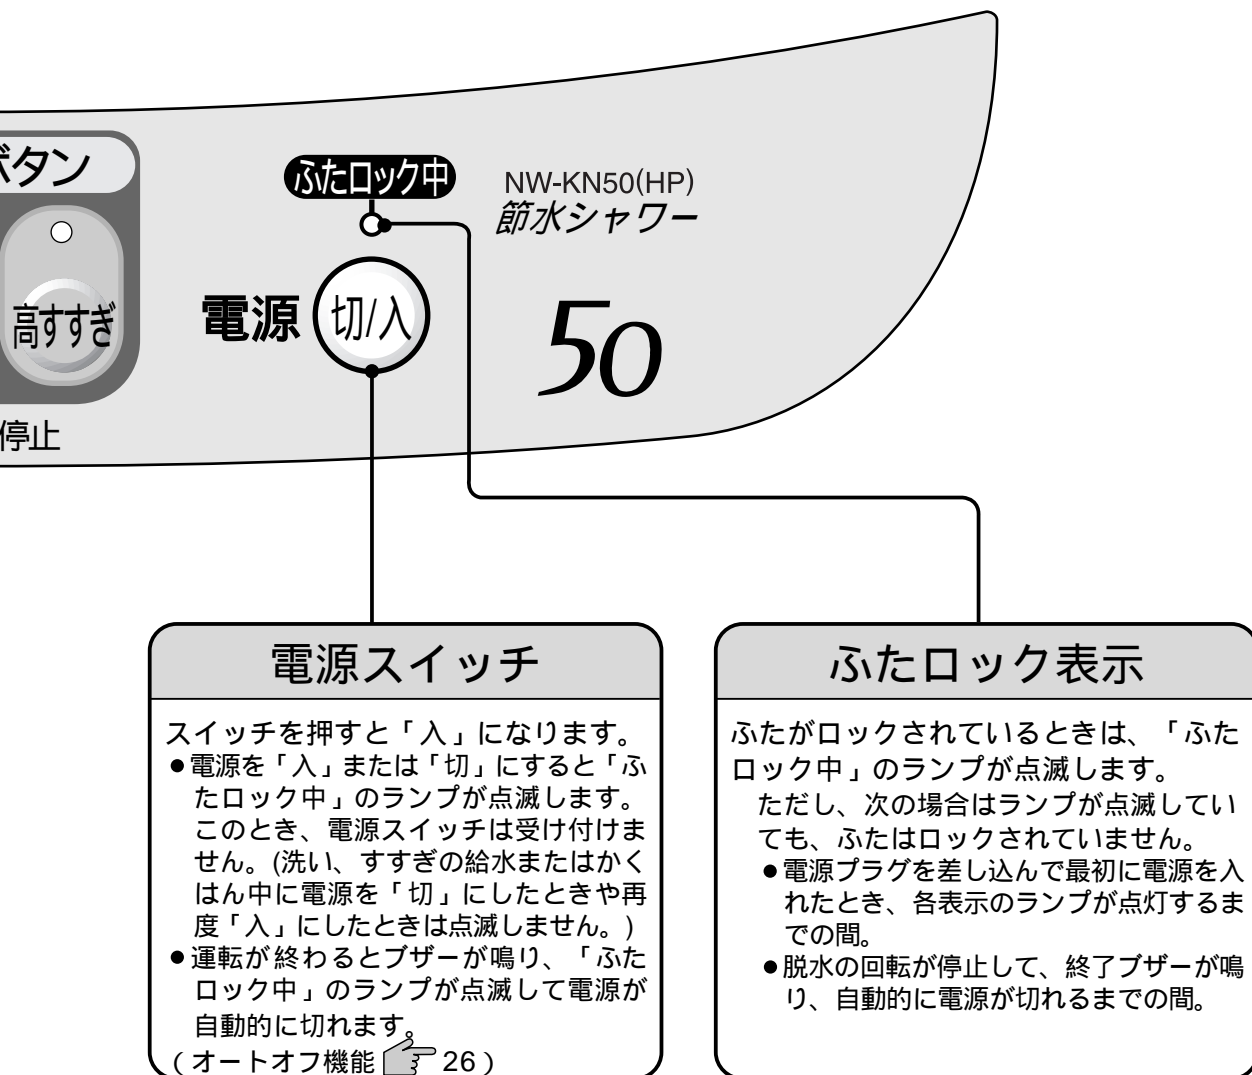 ボタン
ふたロック中
NW-KN50(HP)
節水シャワー
高すすぎ
電源
切/入
50
停止
電源スイッチ
スイッチを押すと「入」になります。
●電源を「入」または「切」にすると「ふ
たロック中」のランプが点滅します。
このとき、電源スイッチは受け付けま
せん。(洗い、すすぎの給水またはかく
はん中に電源を「切」にしたときや再
度「入」にしたときは点滅しません。)
●運転が終わるとブザーが鳴り、「ふた
ロック中」のランプが点滅して電源が
自動的に切れます。
(オートオフ機能 26)
ふたロック表示
ふたがロックされているときは、「ふた
ロック中」のランプが点滅します。
ただし、次の場合はランプが点滅してい
ても、ふたはロックされていません。
●電源プラグを差し込んで最初に電源を入
れたとき、各表示のランプが点灯するま
での間。
●脱水の回転が停止して、終了ブザーが鳴
り、自動的に電源が切れるまでの間。